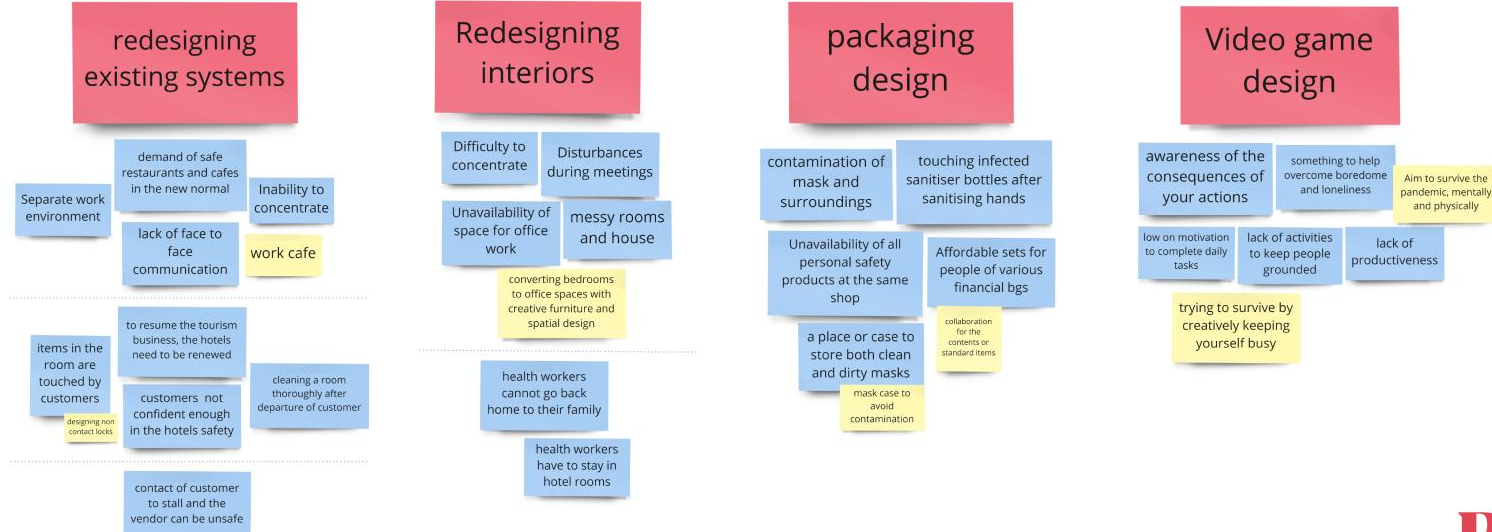 redesigning
existing systems
demand of safe
restaurants and cafes
in the new normal
Separate work
environment
Inability to
concentrate
lack of face to
face
communication
work cafe
to resume the tourism
business, the hotels
need to be renewed
items in the
room are
touched by
customers
designing non
contact locks
customers  not
confident enough
in the hotels safety
cleaning a room
thoroughly after
departure of customer
contact of customer
to stall and the
vendor can be unsafe
Redesigning
interiors
Difficulty to
concentrate
Disturbances
during meetings
Unavailability of
space for office
work
messy rooms
and house
converting bedrooms
to office spaces with
creative furniture and
spatial design
health workers
cannot go back
home to their family
health workers
have to stay in
hotel rooms
packaging
design
contamination of
mask and
surroundings
touching infected
sanitiser bottles after
sanitising hands
Unavailability of all
personal safety
products at the same
shop
Affordable sets for
people of various
financial bgs
collaboration
for the
contents or
standard items
a place or case to
store both clean
and dirty masks
mask case to
avoid
contamination
Video game
design
awareness of the
consequences of
your actions
something to help
overcome boredome
and loneliness
Aim to survive the
pandemic, mentally
and physically
low on motivation
to complete daily
tasks
lack of activities
to keep people
grounded
lack of
productiveness
trying to survive by
creatively keeping
yourself busy